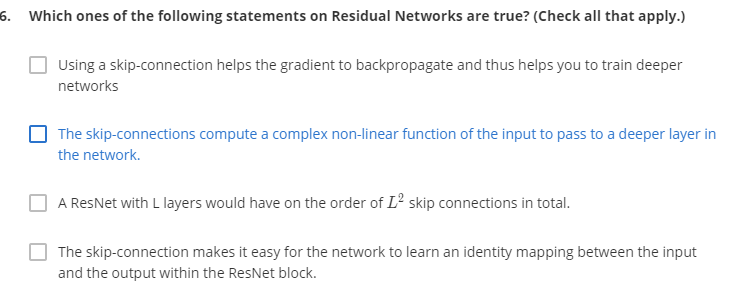 6. Which ones of the following statements on Residual Networks are true? (Check all that apply.)
Using a skip-connection helps the gradient to backpropagate and thus helps you to train deeper
networks
The skip-connections compute a complex non-linear function of the input to pass to a deeper layer in
the network.
A ResNet with L layers would have on the order of L² skip connections in total.
The skip-connection makes it easy for the network to learn an identity mapping between the input
and the output within the ResNet block.